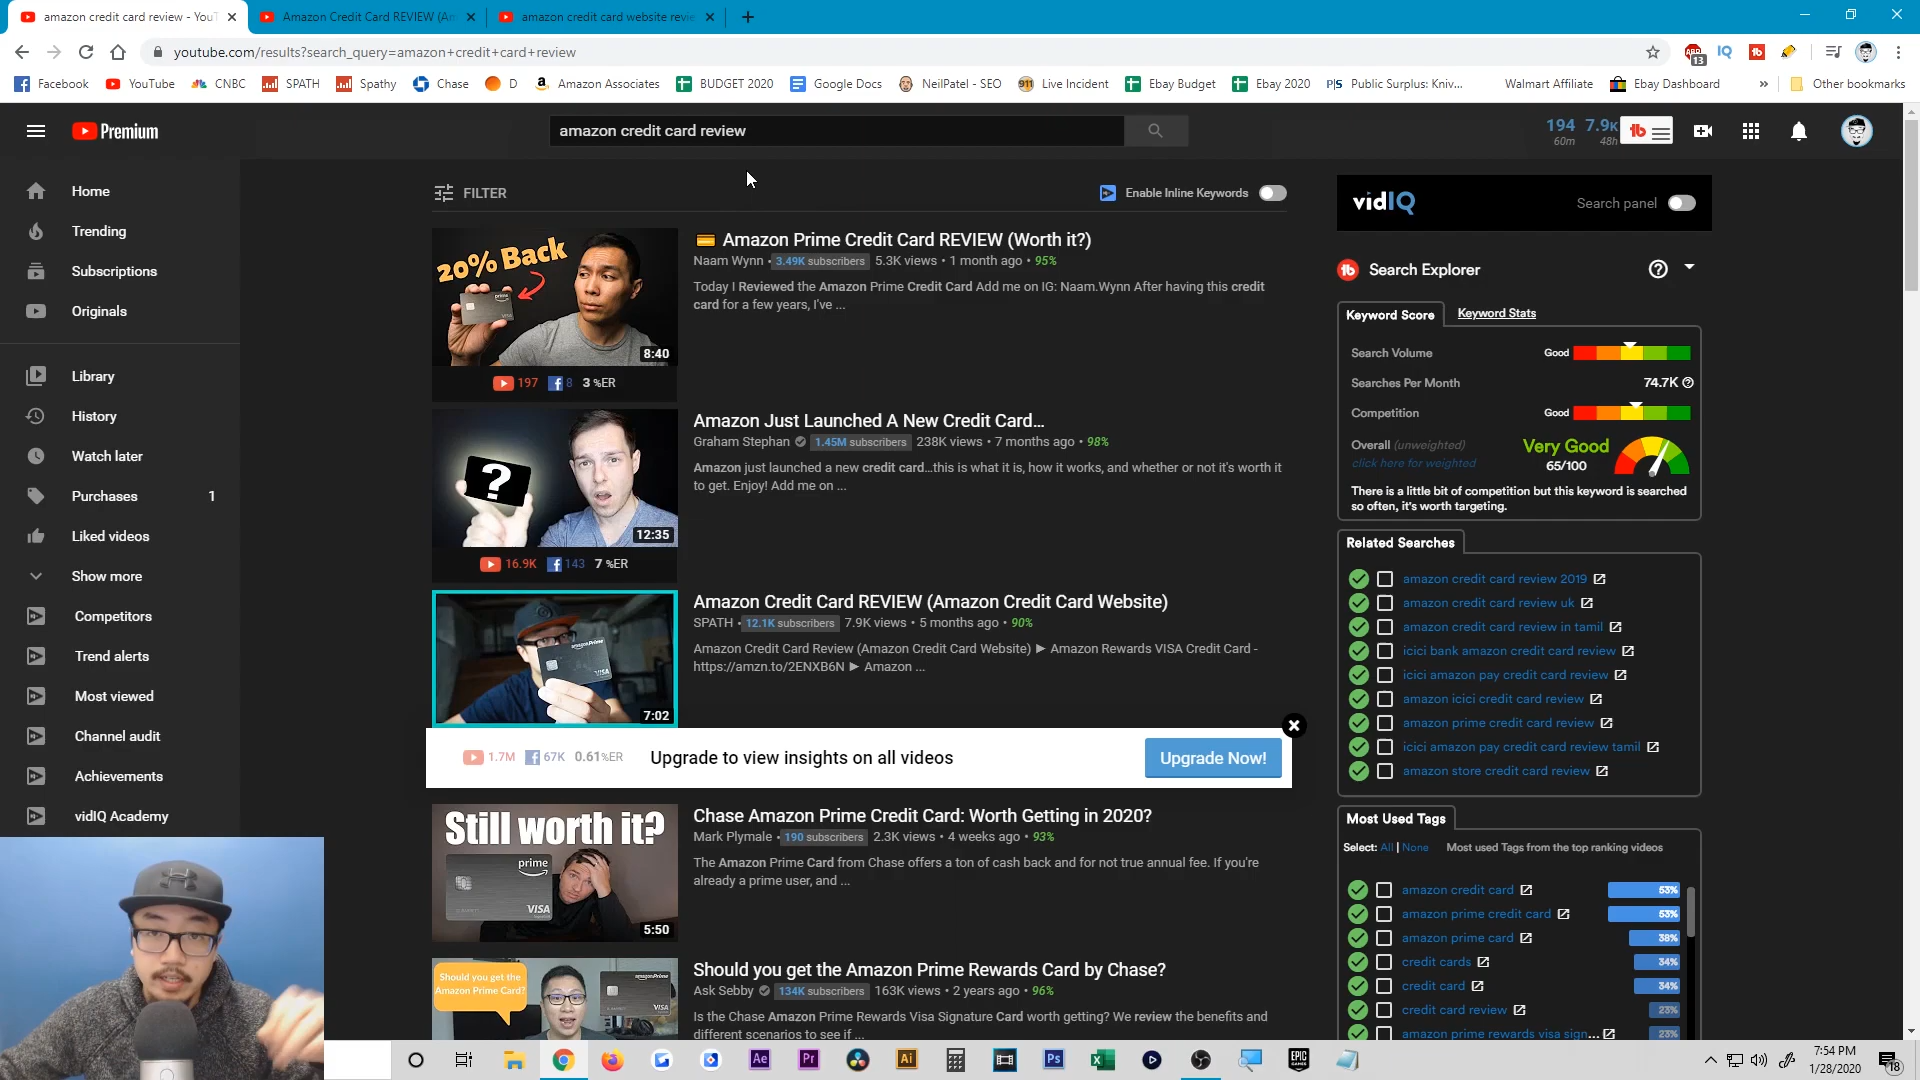 amazon credit card review - YouT
Amazon Credit Card REVIEW (Am
amazon credit card website revie
youtube.com/results?search_query=amazon+credit+card+review
13
IQ
Facebook
YouTube
CNBC
SPATH
Spathy
Chase
D
Amazon Associates
BUDGET 2020
Google Docs
NeilPatel - SEO
Live Incident
Ebay Budget
Ebay 2020
P|S Public Surplus: Kniv...
Walmart Affiliate
Ebay Dashboard
»
Other bookmarks
Premium
amazon credit card review
194 7.9K
60m 48h
Home
Trending
Subscriptions
Originals
Library
History
Watch later
Purchases 1
Liked videos
Show more
Competitors
Trend alerts
Most viewed
Channel audit
Achievements
vidIQ Academy
FILTER
Enable Inline Keywords
20% Back
prime
VISA
8:40
197 8 3 %ER
Amazon Prime Credit Card REVIEW (Worth it?)
Naam Wynn • 3.49K subscribers 5.3K views • 1 month ago • 95%
Today I Reviewed the Amazon Prime Credit Card Add me on IG: Naam.Wynn After having this credit
card for a few years, I've ...
?
12:35
16.9K 143 7 %ER
Amazon Just Launched A New Credit Card...
Graham Stephan 1.45M subscribers 238K views • 7 months ago • 98%
Amazon just launched a new credit card...this is what it is, how it works, and whether or not it's worth it
to get. Enjoy! Add me on ...
amazonPrime
VISA
7:02
Amazon Credit Card REVIEW (Amazon Credit Card Website)
SPATH • 12.1K subscribers 7.9K views • 5 months ago • 90%
Amazon Credit Card Review (Amazon Credit Card Website) ► Amazon Rewards VISA Credit Card -
https://amzn.to/2ENXB6N ► Amazon ...
1.7M 67K 0.61%ER
Upgrade to view insights on all videos
Upgrade Now!
Still worth it?
prime
VISA
5:50
Chase Amazon Prime Credit Card: Worth Getting in 2020?
Mark Plymale • 190 subscribers 2.3K views • 4 weeks ago • 93%
The Amazon Prime Card from Chase offers a ton of cash back and for not true annual fee. If you're
already a prime user, and ...
Should you get the
Amazon Prime Card?
amazonPrime
Should you get the Amazon Prime Rewards Card by Chase?
Ask Sebby 134K subscribers 163K views • 2 years ago • 96%
Is the Chase Amazon Prime Rewards Visa Signature Card worth getting? We review the benefits and
different scenarios to see if ...
vidIQ
Search panel
Search Explorer
Keyword Score
Keyword Stats
Search Volume Good
Searches Per Month 74.7K
Competition Good
Overall (unweighted)
click here for weighted
Very Good
65/100
There is a little bit of competition but this keyword is searched
so often, it's worth targeting.
Related Searches
amazon credit card review 2019
amazon credit card review uk
amazon credit card review in tamil
icici bank amazon credit card review
icici amazon pay credit card review
amazon icici credit card review
amazon prime credit card review
icici amazon pay credit card review tamil
amazon store credit card review
Most Used Tags
Select: All | None Most used Tags from the top ranking videos
amazon credit card 53%
amazon prime credit card 53%
amazon prime card 38%
credit cards 34%
credit card 34%
credit card review 23%
amazon prime rewards visa sign... 23%
Ae
Pr
Ai
Ps
EPIC
GAMES
7:54 PM
1/28/2020
18